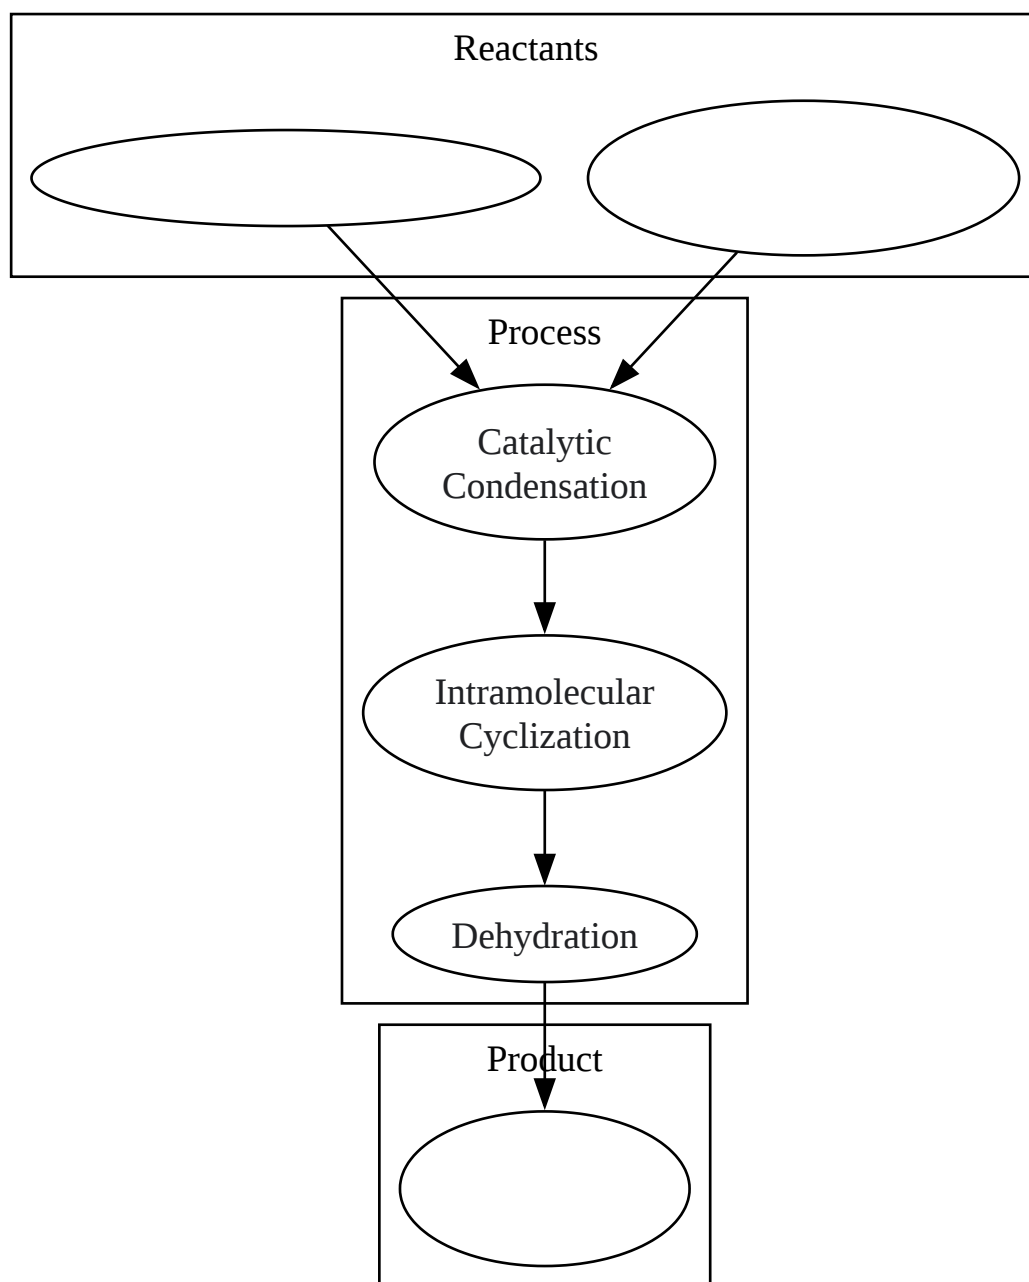 Reactants
Process
Catalytic
Condensation
Intramolecular
Cyclization
Dehydration
Product